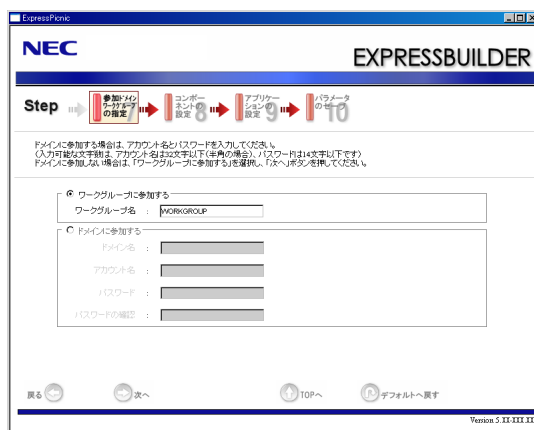 ExpressPicnic
NEC
EXPRESSBUILDER
Step 参加ドメイン ワークグループ の指定 7 コンポーネントの設定 8 アプリケーションの設定 9 パラメータのセーブ 10
ドメインに参加する場合は、アカウント名とパスワードを入力してください。
(入力可能な文字数は、アカウント名は32文字以下(半角の場合)、パスワードは14文字以下です)
ドメインに参加しない場合は、「ワークグループに参加する」を選択し、「次へ」ボタンを押してください。
ワークグループに参加する
ワークグループ名 : WORKGROUP
ドメインに参加する
ドメイン名 :
アカウント名 :
パスワード :
パスワードの確認 :
戻る 次へ TOPへ デフォルトへ戻す
Version 5.XX-XXX.XX